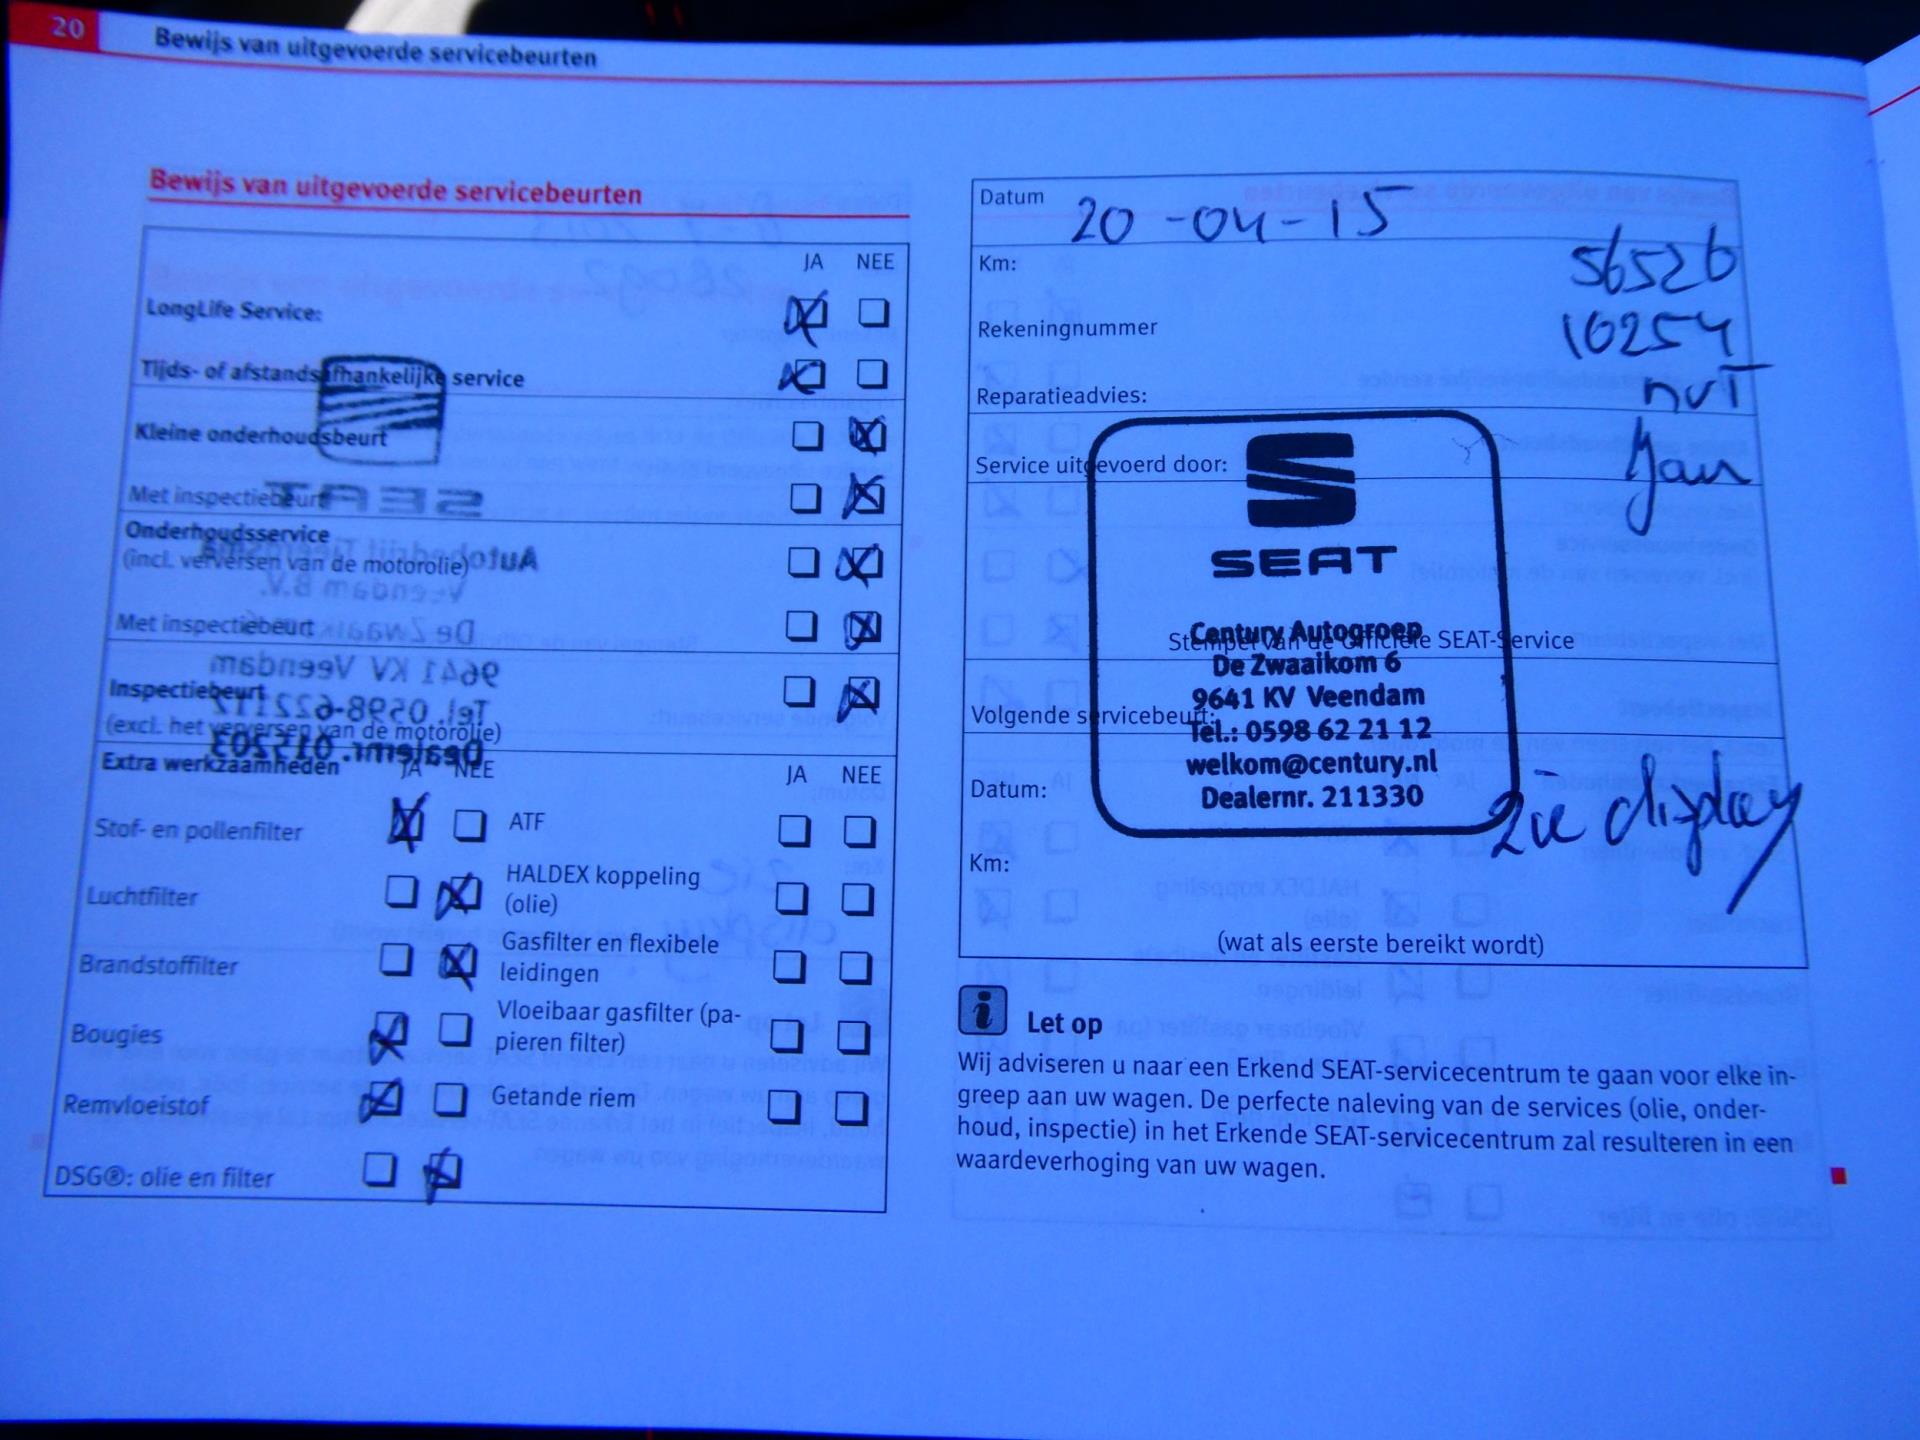 20 Bewijs van uitgevoerde servicebeurten
Bewijs van uitgevoerde servicebeurten
JA NEE
LongLife Service:
Tijds- of afstandsafhankelijke service
Kleine onderhoudsbeurt
Met inspectiebeurt
Onderhoudsservice
(incl. verversen van de motorolie)
Met inspectiebeurt
Inspectiebeurt
(excl. het verversen van de motorolie)
Extra werkzaamheden JA NEE JA NEE
Stof- en pollenfilter ATF
Luchtfilter HALDEX koppeling
(olie)
Brandstoffilter Gasfilter en flexibele
leidingen
Bougies Vloeibaar gasfilter (pa-
pieren filter)
Remvloeistof Getande riem
DSG®: olie en filter
Datum 20-04-15
Km: 56526
Rekeningnummer 10254
Reparatieadvies: nvt
Service uitgevoerd door: Jan
SEAT
Stempel van de Officiële SEAT-Service
Century Autogroep
De Zwaaikom 6
9641 KV Veendam
Volgende servicebeurt:
Tel.: 0598 62 21 12
welkom@century.nl
Dealernr. 211330
Datum: zie display
Km:
(wat als eerste bereikt wordt)
i Let op
Wij adviseren u naar een Erkend SEAT-servicecentrum te gaan voor elke in-
greep aan uw wagen. De perfecte naleving van de services (olie, onder-
houd, inspectie) in het Erkende SEAT-servicecentrum zal resulteren in een
waardeverhoging van uw wagen.